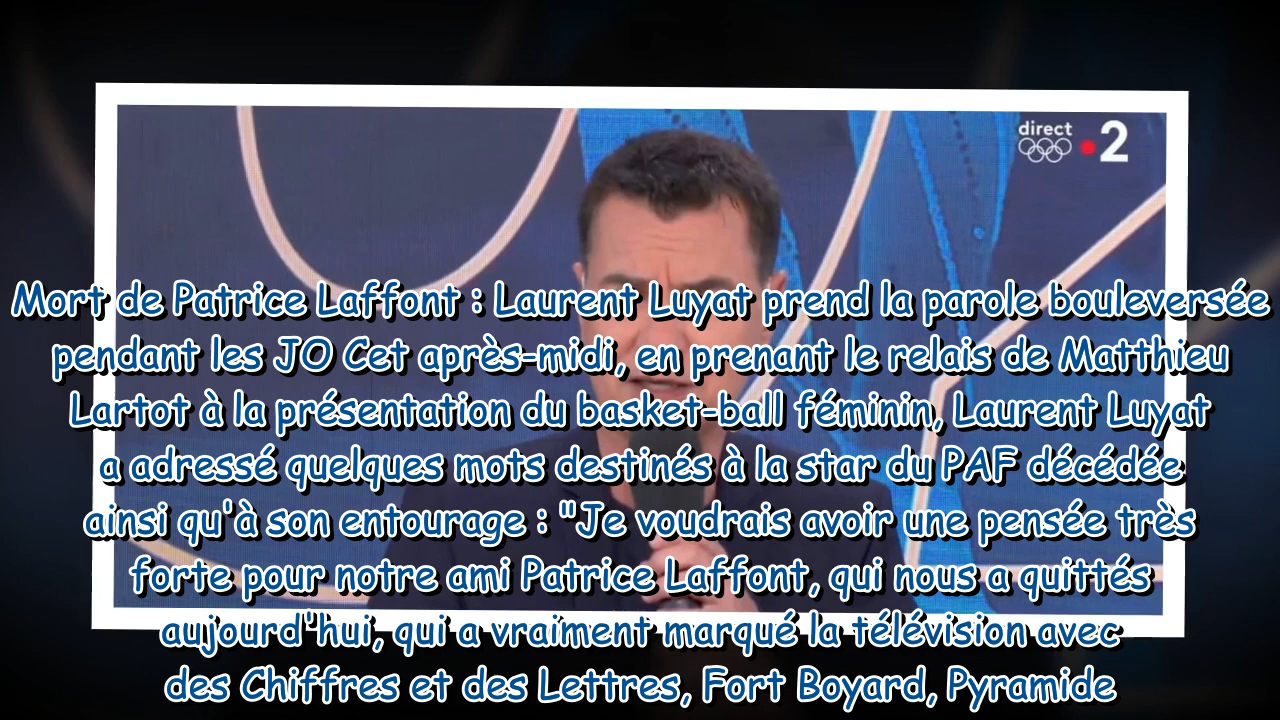 direct
2
Mort de Patrice Laffont : Laurent Luyat prend la parole bouleversée
pendant les JO Cet après-midi, en prenant le relais de Matthieu
Lartot à la présentation du basket-ball féminin, Laurent Luyat
a adressé quelques mots destinés à la star du PAF décédée
ainsi qu'à son entourage : "Je voudrais avoir une pensée très
forte pour notre ami Patrice Laffont, qui nous a quittés
aujourd'hui, qui a vraiment marqué la télévision avec
des Chiffres et des Lettres, Fort Boyard, Pyramide